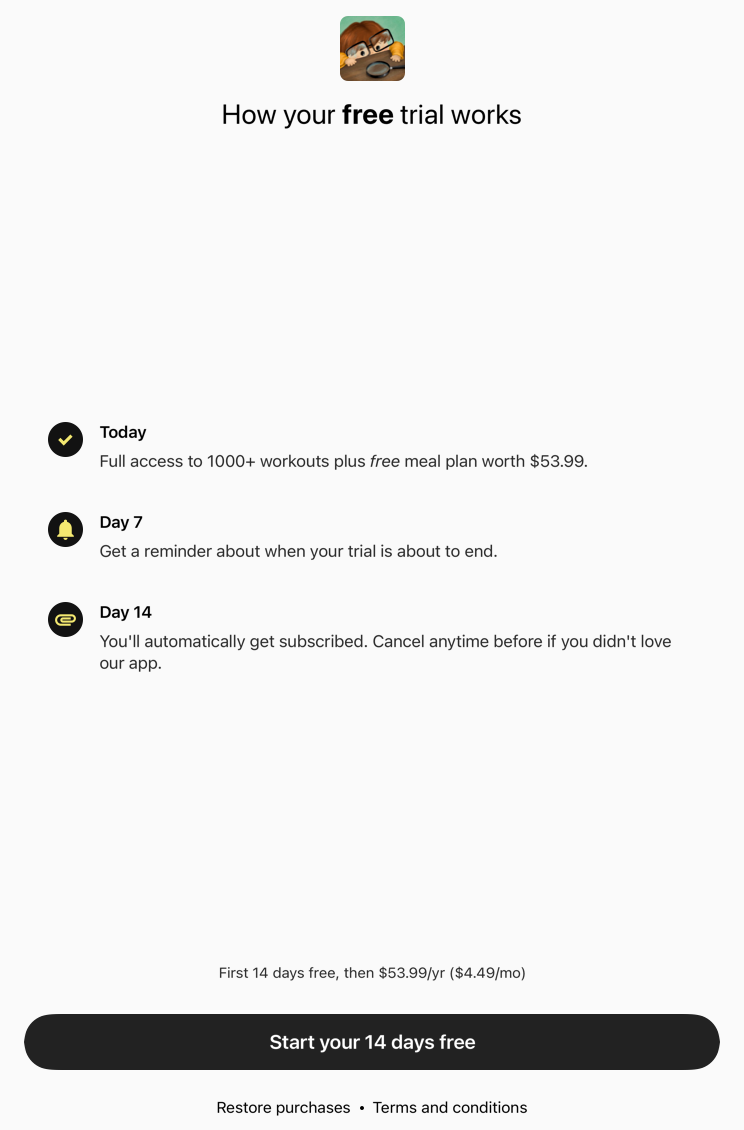 How your free trial works
Today
Full access to 1000+ workouts plus free meal plan worth $53.99.
Day 7
Get a reminder about when your trial is about to end.
Day 14
You'll automatically get subscribed. Cancel anytime before if you didn't love
our app.
First 14 days free, then $53.99/yr ($4.49/mo)
Start your 14 days free
Restore purchases • Terms and conditions